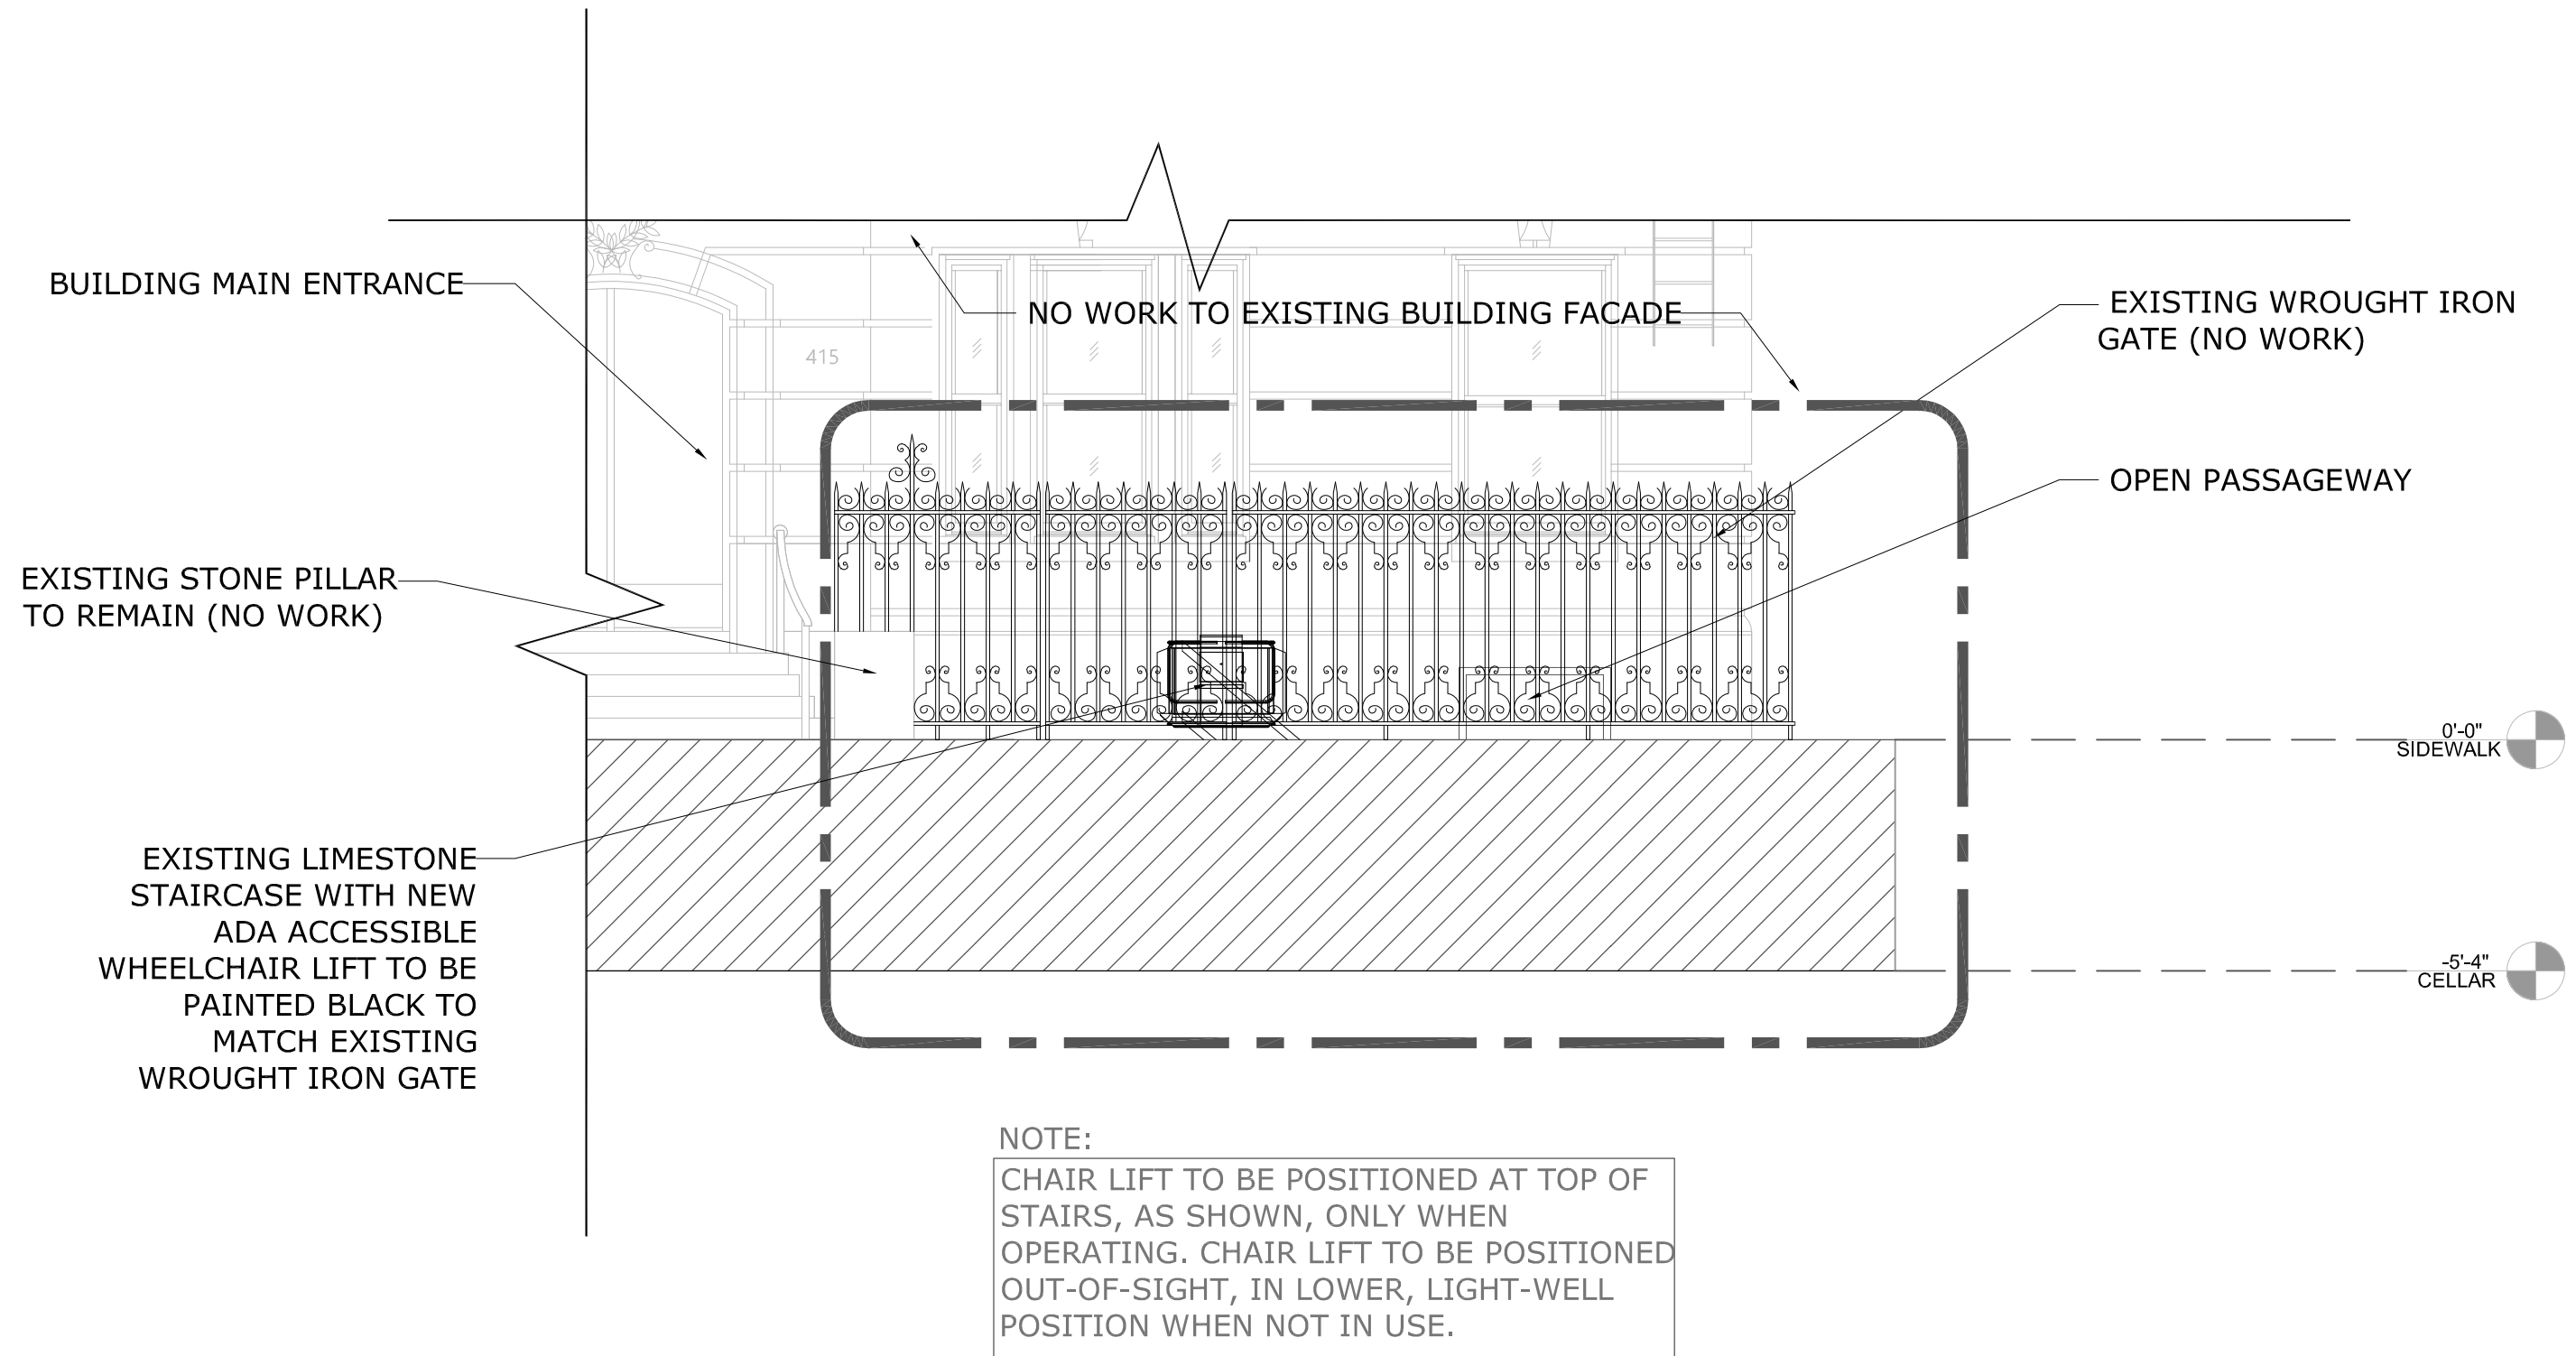 BUILDING MAIN ENTRANCE
NO WORK TO EXISTING BUILDING FACADE
EXISTING WROUGHT IRON
GATE (NO WORK)
415
OPEN PASSAGEWAY
EXISTING STONE PILLAR
TO REMAIN (NO WORK)
0'-0"
SIDEWALK
EXISTING LIMESTONE
STAIRCASE WITH NEW
ADA ACCESSIBLE
WHEELCHAIR LIFT TO BE
PAINTED BLACK TO
MATCH EXISTING
WROUGHT IRON GATE
-5'-4"
CELLAR
NOTE:
CHAIR LIFT TO BE POSITIONED AT TOP OF
STAIRS, AS SHOWN, ONLY WHEN
OPERATING. CHAIR LIFT TO BE POSITIONED
OUT-OF-SIGHT, IN LOWER, LIGHT-WELL
POSITION WHEN NOT IN USE.